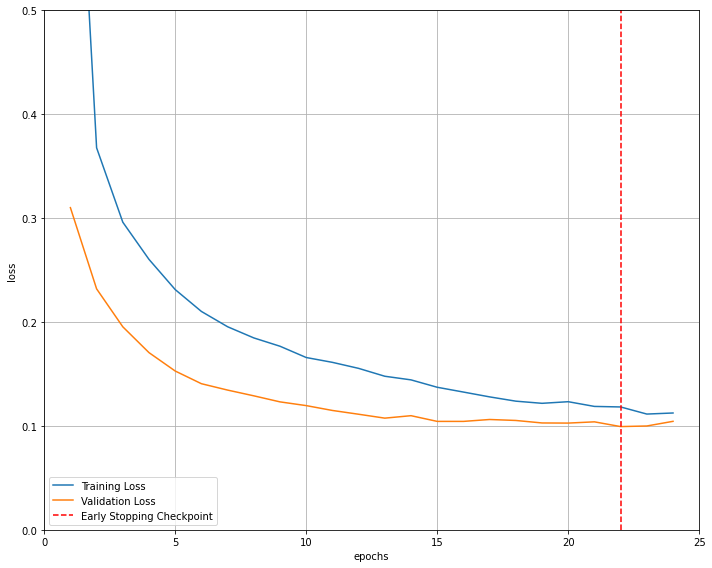 0.5
0.4
0.3
0.2
0.1
0.0
loss
Training Loss
Validation Loss
Early Stopping Checkpoint
0 5 10 15 20 25
epochs